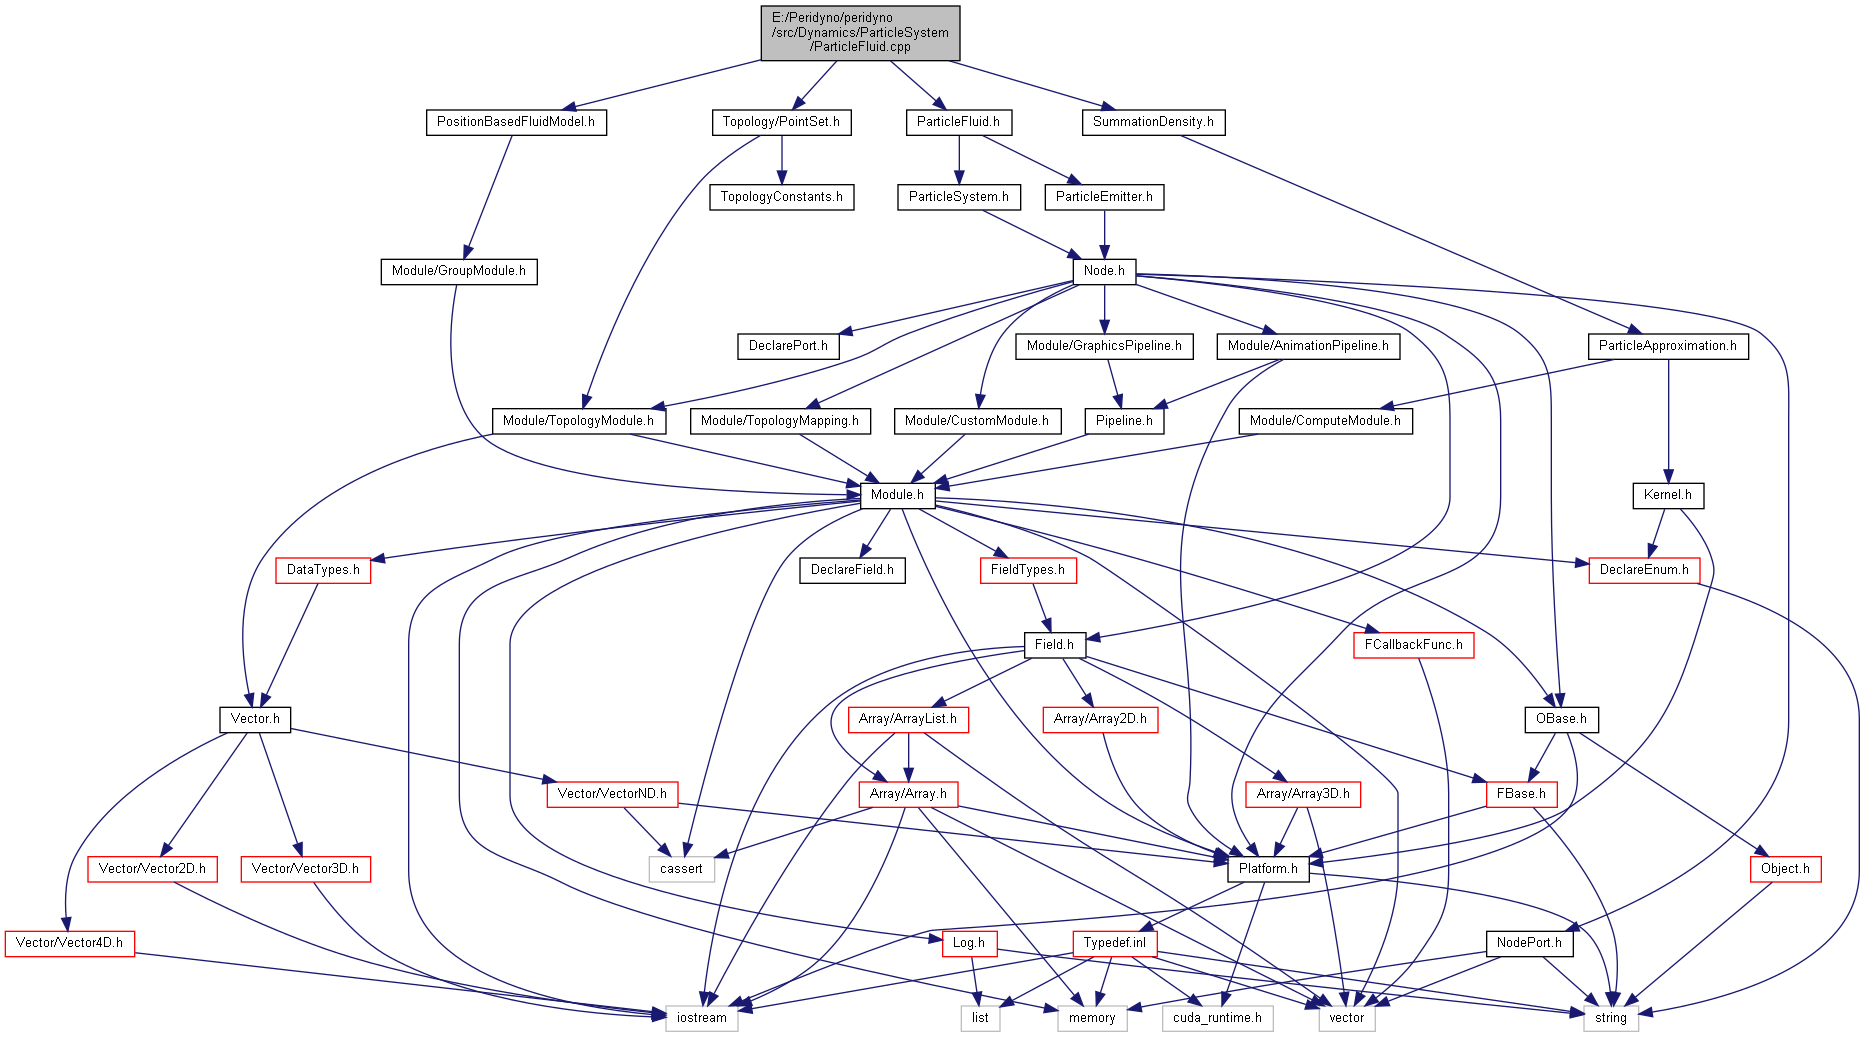 E:/Peridyno/peridyno
/src/Dynamics/ParticleSystem
/ParticleFluid.cpp
PositionBasedFluidModel.h
Topology/PointSet.h
ParticleFluid.h
SummationDensity.h
TopologyConstants.h
ParticleSystem.h
ParticleEmitter.h
Module/GroupModule.h
Node.h
DeclarePort.h
Module/GraphicsPipeline.h
Module/AnimationPipeline.h
ParticleApproximation.h
Module/TopologyModule.h
Module/TopologyMapping.h
Module/CustomModule.h
Pipeline.h
Module/ComputeModule.h
Module.h
Kernel.h
DataTypes.h
DeclareField.h
FieldTypes.h
DeclareEnum.h
Field.h
FCallbackFunc.h
Vector.h
Array/ArrayList.h
Array/Array2D.h
OBase.h
Vector/VectorND.h
Array/Array.h
Array/Array3D.h
FBase.h
Vector/Vector2D.h
Vector/Vector3D.h
cassert
Platform.h
Object.h
Vector/Vector4D.h
Log.h
Typedef.inl
NodePort.h
iostream
list
memory
cuda_runtime.h
vector
string